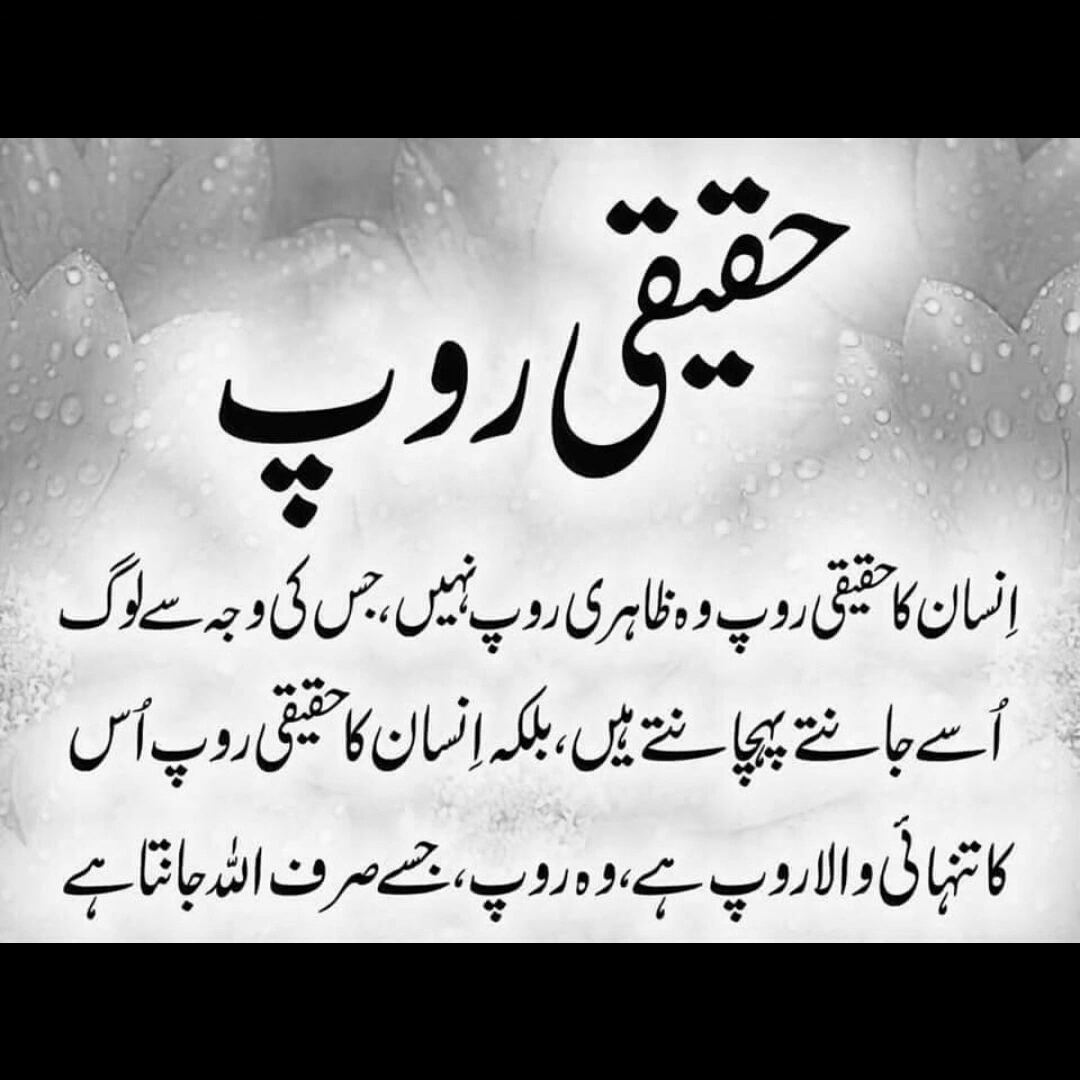 حقیقی روپ
اِنسان کا حقیقی روپ وہ ظاہری روپ نہیں، جس کی وجہ سے لوگ
اُسے جانتے پہچانتے ہیں، بلکہ اِنسان کا حقیقی روپ اُس
کا تنہائی والا روپ ہے، وہ روپ، جسے صرف اللہ جانتا ہے